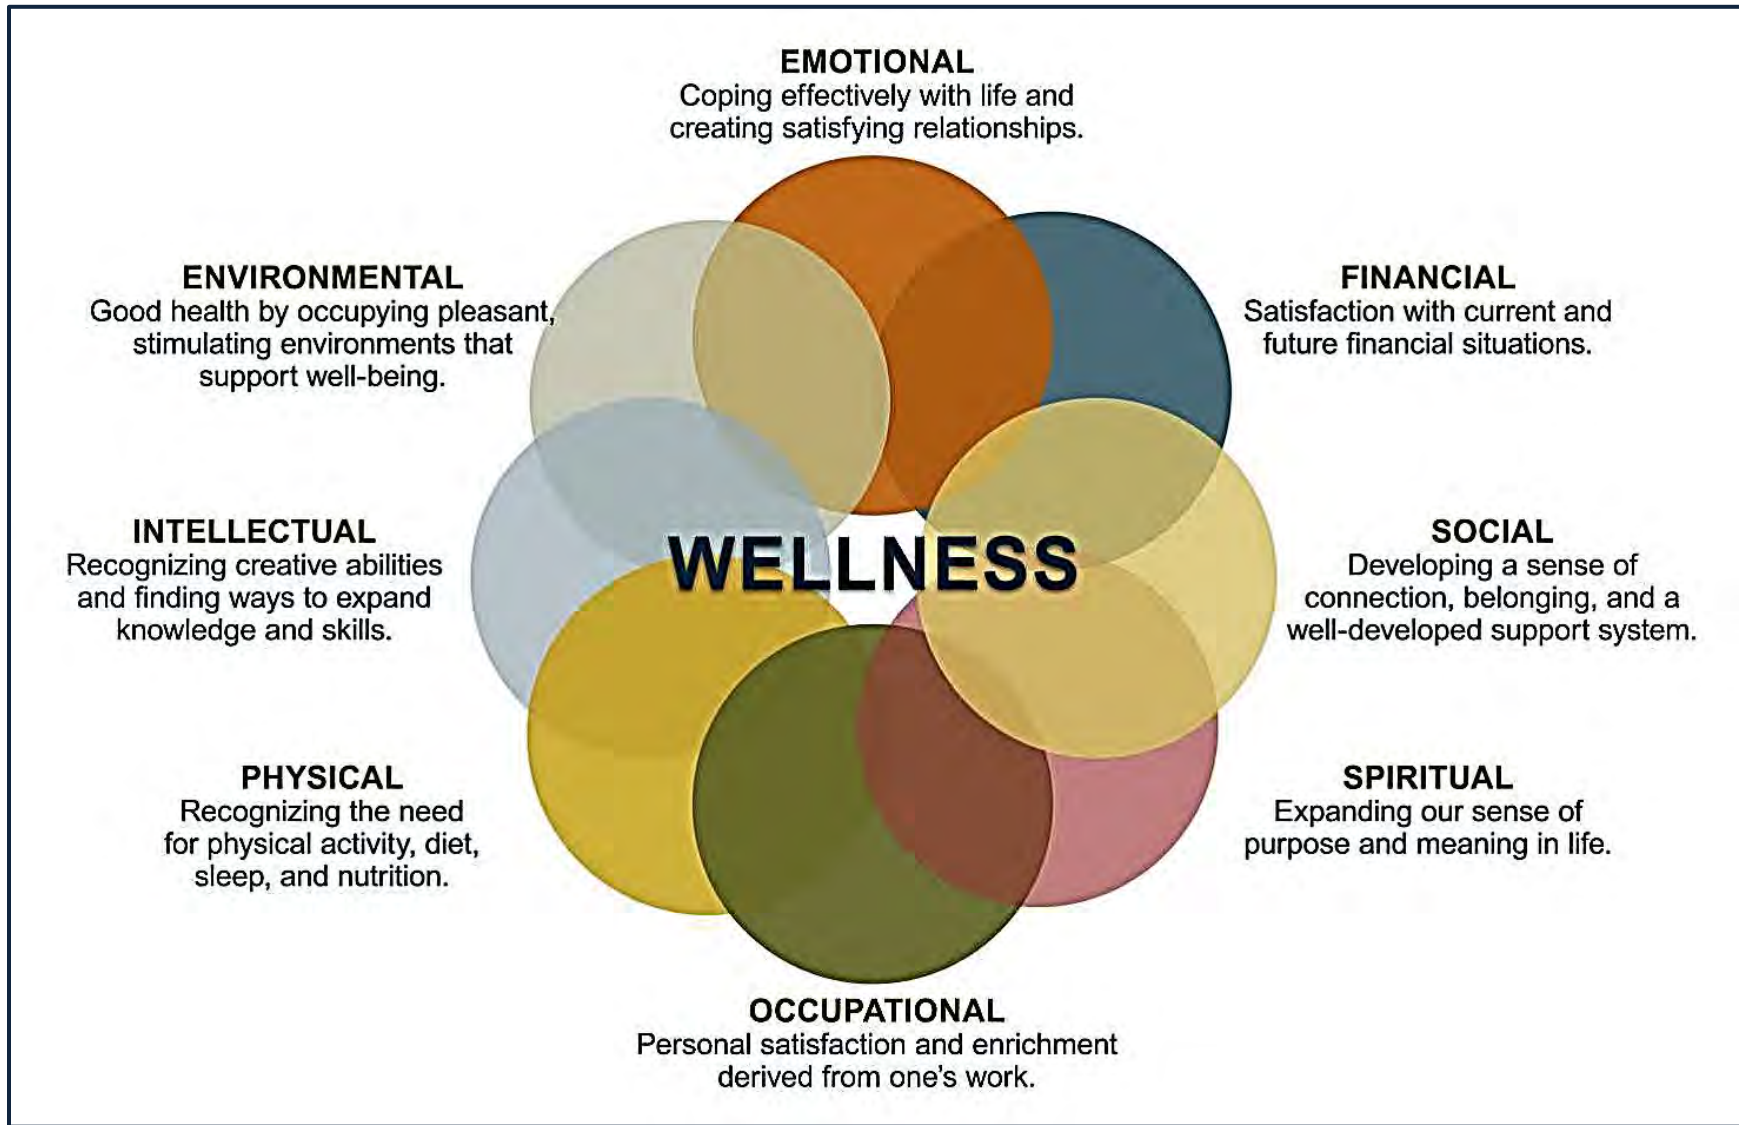 EMOTIONAL
Coping effectively with life and
creating satisfying relationships.
ENVIRONMENTAL
Good health by occupying pleasant,
stimulating environments that
support well-being.
FINANCIAL
Satisfaction with current and
future financial situations.
INTELLECTUAL
Recognizing creative abilities
and finding ways to expand
knowledge and skills.
WELLNESS
SOCIAL
Developing a sense of
connection, belonging, and a
well-developed support system.
PHYSICAL
Recognizing the need
for physical activity, diet,
sleep, and nutrition.
SPIRITUAL
Expanding our sense of
purpose and meaning in life.
OCCUPATIONAL
Personal satisfaction and enrichment
derived from one's work.